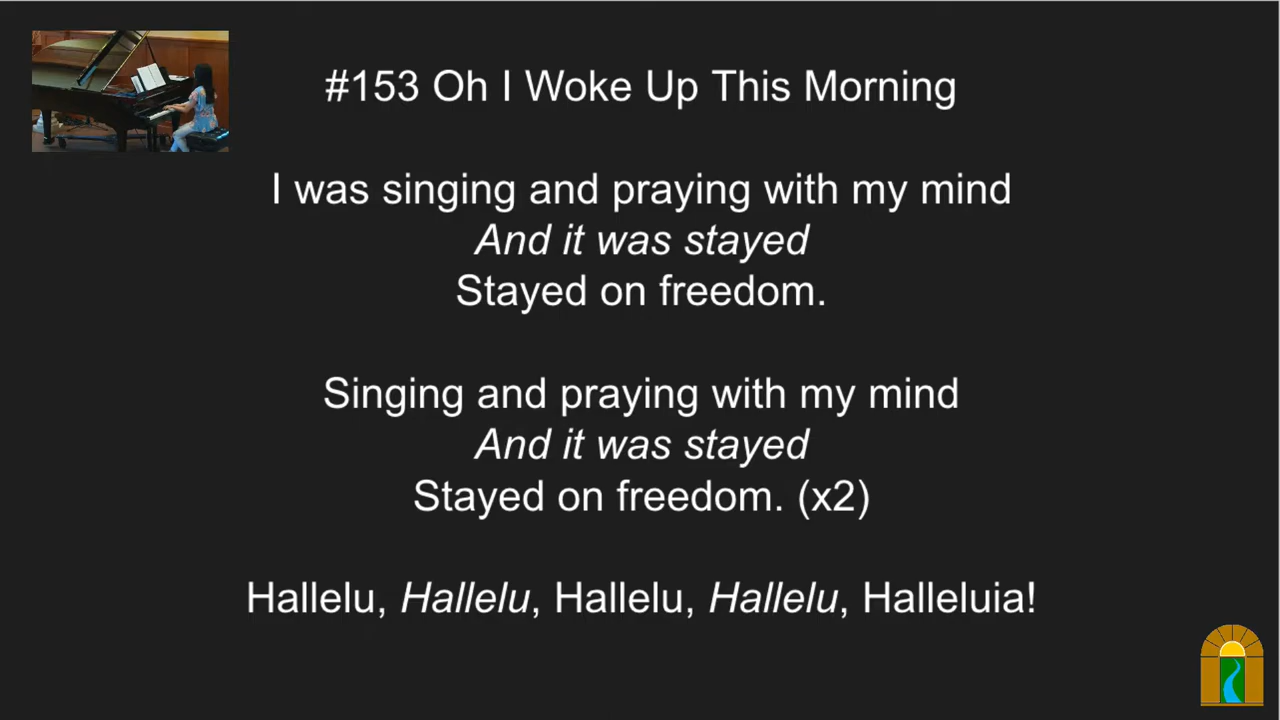 #153 Oh I Woke Up This Morning
I was singing and praying with my mind
And it was stayed
Stayed on freedom.
Singing and praying with my mind
And it was stayed
Stayed on freedom. (x2)
Hallelu, Hallelu, Hallelu, Hallelu, Halleluia!